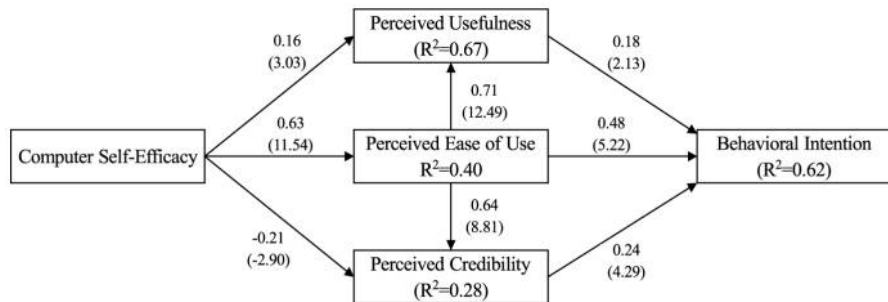 Perceived Usefulness
(R²=0.67)
0.16
(3.03)
0.18
(2.13)
0.71
(12.49)
0.63
(11.54)
0.48
(5.22)
Computer Self-Efficacy
Perceived Ease of Use
R²=0.40
Behavioral Intention
(R²=0.62)
0.64
(8.81)
-0.21
(-2.90)
0.24
(4.29)
Perceived Credibility
(R²=0.28)